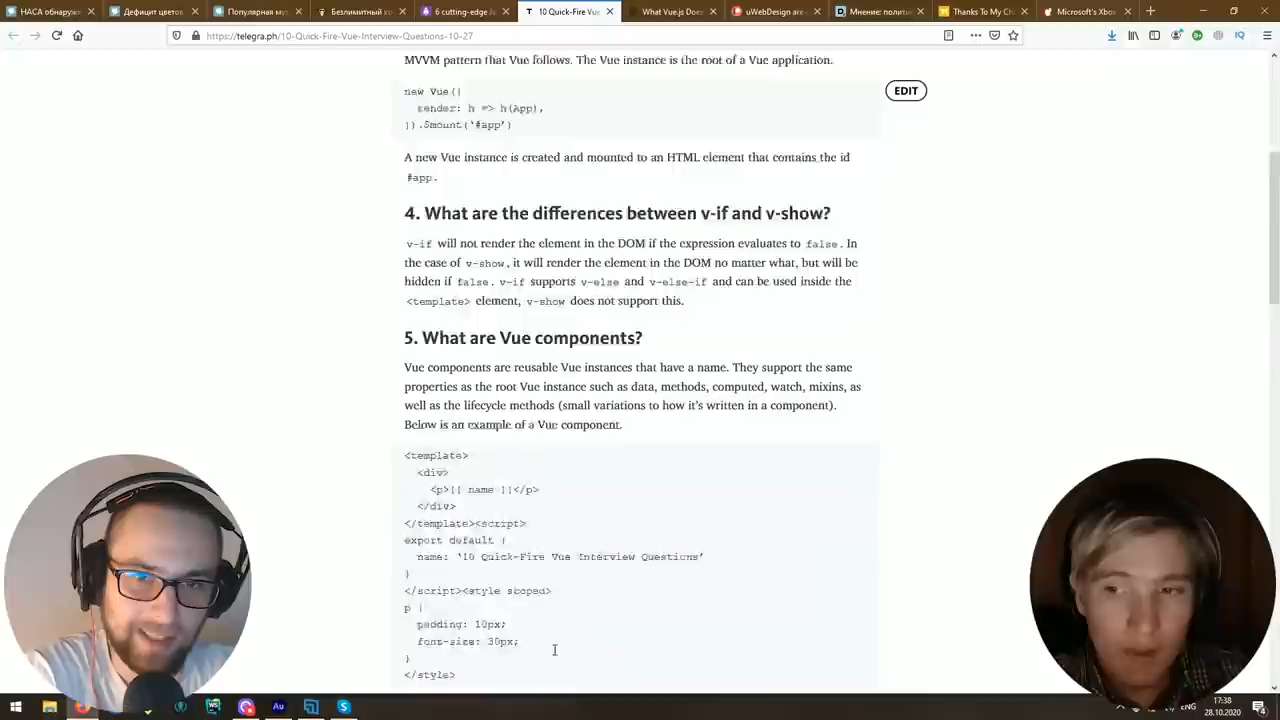 НАСА обнаруж
Дефицит цветов
Популярная муз
Безлимитный хс
6 cutting-edge Ja
10 Quick-Fire Vue
What Vue.js Does
uWebDesign are c
Мнение: полити
Thanks To My Cha
Microsoft's Xbox
https://telegra.ph/10-Quick-Fire-Vue-Interview-Questions-10-27
MVVM pattern that Vue follows. The Vue instance is the root of a Vue application.
EDIT
new Vue({
render: h => h(App),
}).$mount('#app')
A new Vue instance is created and mounted to an HTML element that contains the id
#app.
4. What are the differences between v-if and v-show?
v-if will not render the element in the DOM if the expression evaluates to false. In
the case of v-show, it will render the element in the DOM no matter what, but will be
hidden if false. v-if supports v-else and v-else-if and can be used inside the
<template> element, v-show does not support this.
5. What are Vue components?
Vue components are reusable Vue instances that have a name. They support the same
properties as the root Vue instance such as data, methods, computed, watch, mixins, as
well as the lifecycle methods (small variations to how it's written in a component).
Below is an example of a Vue component.
<template>
<div>
<p>{{ name }}</p>
</div>
</template><script>
export default {
name: '10 Quick-Fire Vue Interview Questions'
}
</script><style scoped>
p {
padding: 10px;
font-size: 30px;
}
</style>
ENG
17:38
28.10.2020